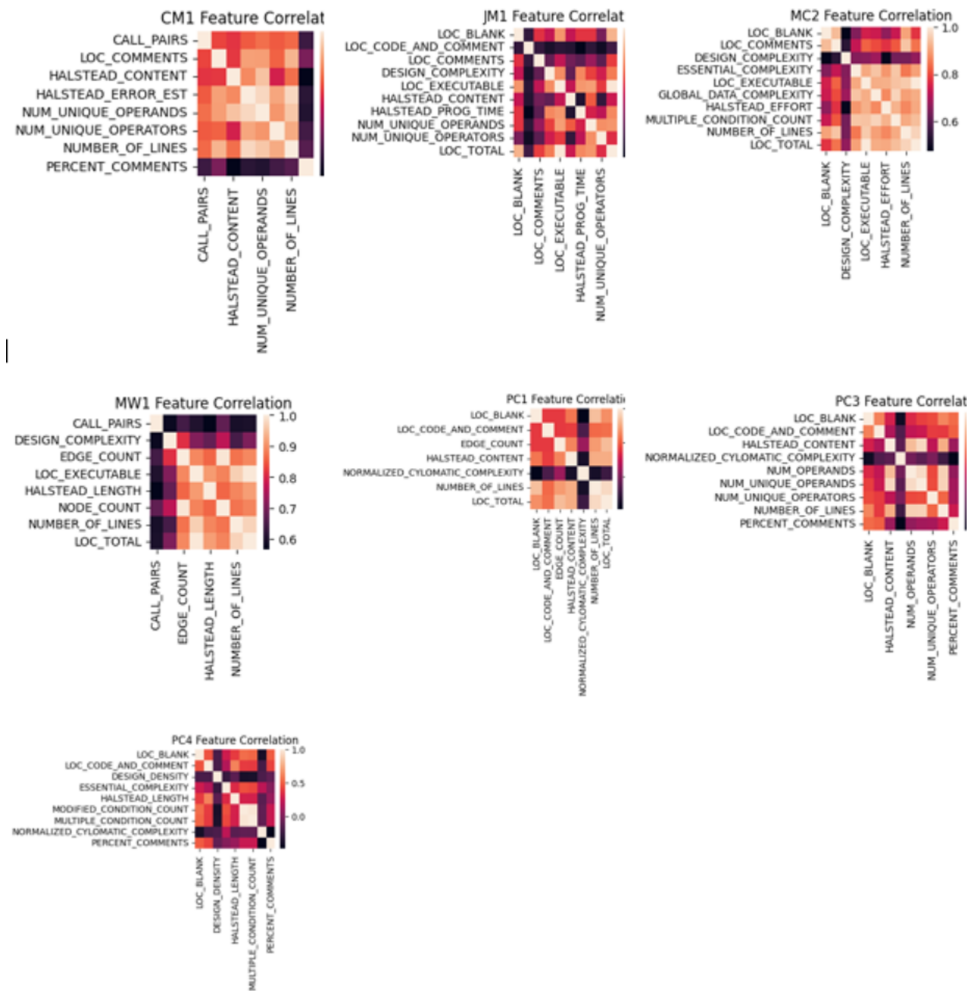 CM1 Feature Correlat
CALL_PAIRS
LOC_COMMENTS
HALSTEAD_CONTENT
HALSTEAD_ERROR_EST
NUM_UNIQUE_OPERANDS
NUM_UNIQUE_OPERATORS
NUMBER_OF_LINES
PERCENT_COMMENTS
CALL_PAIRS
HALSTEAD_CONTENT
NUM_UNIQUE_OPERANDS
NUMBER_OF_LINES
JM1 Feature Correlat
LOC_BLANK
LOC_CODE_AND_COMMENT
LOC_COMMENTS
DESIGN_COMPLEXITY
LOC_EXECUTABLE
HALSTEAD_CONTENT
HALSTEAD_PROG_TIME
NUM_UNIQUE_OPERANDS
NUM_UNIQUE_OPERATORS
LOC_TOTAL
LOC_BLANK
LOC_COMMENTS
LOC_EXECUTABLE
HALSTEAD_PROG_TIME
NUM_UNIQUE_OPERATORS
MC2 Feature Correlation
LOC_BLANK
LOC_COMMENTS
DESIGN_COMPLEXITY
ESSENTIAL_COMPLEXITY
LOC_EXECUTABLE
GLOBAL_DATA_COMPLEXITY
HALSTEAD_EFFORT
MULTIPLE_CONDITION_COUNT
NUMBER_OF_LINES
LOC_TOTAL
LOC_BLANK
DESIGN_COMPLEXITY
LOC_EXECUTABLE
HALSTEAD_EFFORT
NUMBER_OF_LINES
1.0
0.8
0.6
MW1 Feature Correlation
CALL_PAIRS
DESIGN_COMPLEXITY
EDGE_COUNT
LOC_EXECUTABLE
HALSTEAD_LENGTH
NODE_COUNT
NUMBER_OF_LINES
LOC_TOTAL
CALL_PAIRS
EDGE_COUNT
HALSTEAD_LENGTH
NUMBER_OF_LINES
1.0
0.9
0.8
0.7
0.6
PC1 Feature Correlatic
LOC_BLANK
LOC_CODE_AND_COMMENT
EDGE_COUNT
HALSTEAD_CONTENT
NORMALIZED_CYLOMATIC_COMPLEXITY
NUMBER_OF_LINES
LOC_TOTAL
LOC_BLANK
LOC_CODE_AND_COMMENT
EDGE_COUNT
HALSTEAD_CONTENT
NORMALIZED_CYLOMATIC_COMPLEXITY
NUMBER_OF_LINES
LOC_TOTAL
PC3 Feature Correlat
LOC_BLANK
LOC_CODE_AND_COMMENT
HALSTEAD_CONTENT
NORMALIZED_CYLOMATIC_COMPLEXITY
NUM_OPERANDS
NUM_UNIQUE_OPERANDS
NUM_UNIQUE_OPERATORS
NUMBER_OF_LINES
PERCENT_COMMENTS
LOC_BLANK
HALSTEAD_CONTENT
NUM_OPERANDS
NUM_UNIQUE_OPERATORS
PERCENT_COMMENTS
PC4 Feature Correlation
LOC_BLANK
LOC_CODE_AND_COMMENT
DESIGN_DENSITY
ESSENTIAL_COMPLEXITY
HALSTEAD_LENGTH
MODIFIED_CONDITION_COUNT
MULTIPLE_CONDITION_COUNT
NORMALIZED_CYLOMATIC_COMPLEXITY
PERCENT_COMMENTS
LOC_BLANK
DESIGN_DENSITY
HALSTEAD_LENGTH
MULTIPLE_CONDITION_COUNT
PERCENT_COMMENTS
1.0
0.5
0.0